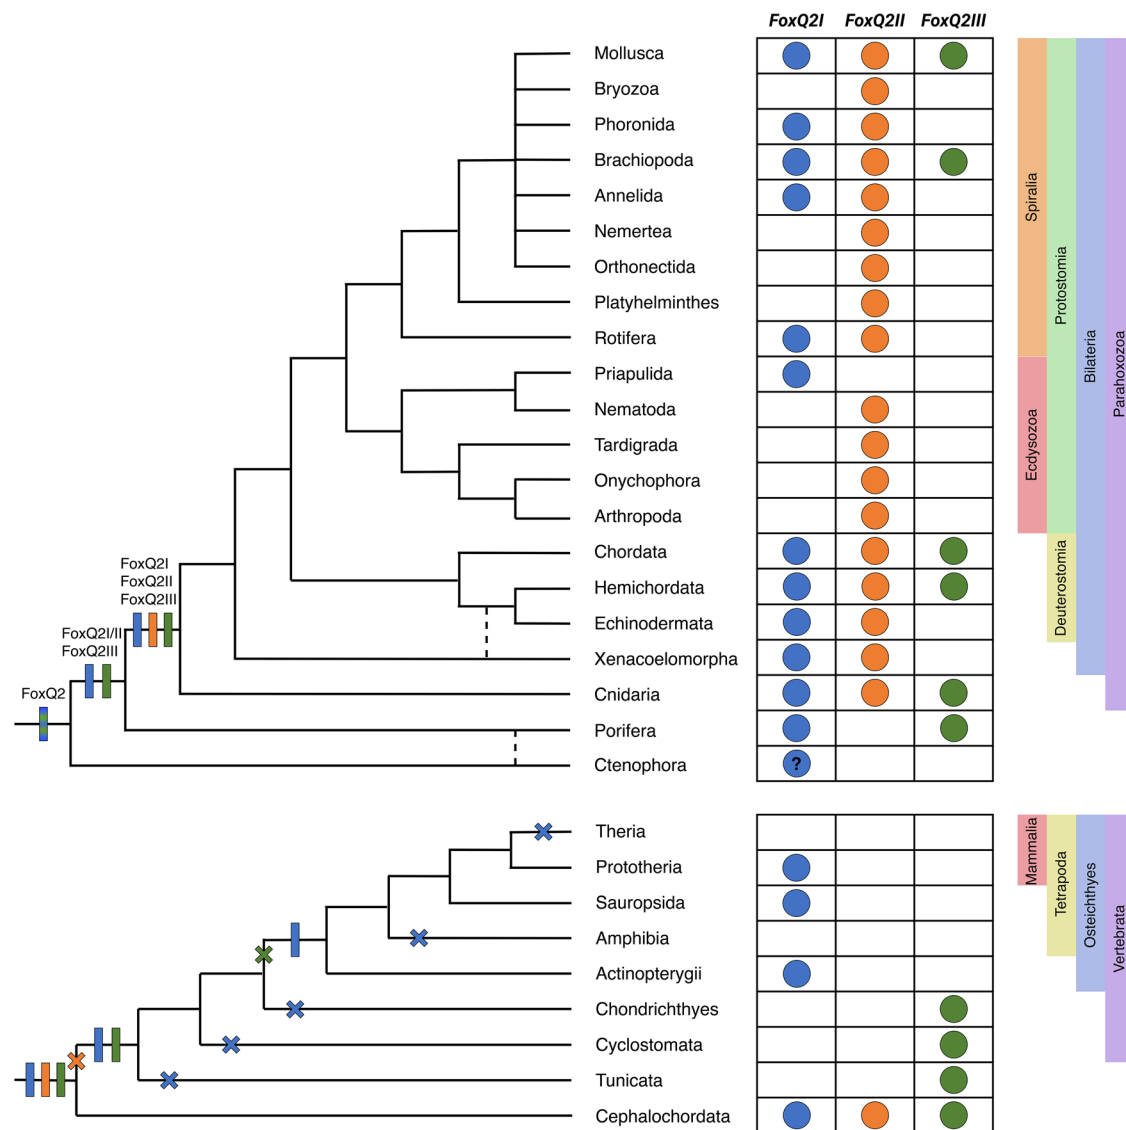 FoxQ2I FoxQ2II FoxQ2III
Mollusca
Bryozoa
Phoronida
Brachiopoda
Annelida
Nemertea
Orthonectida
Platyhelminthes
Rotifera
Priapulida
Nematoda
Tardigrada
Onychophora
Arthropoda
Chordata
Hemichordata
Echinodermata
Xenacoelomorpha
Cnidaria
Porifera
Ctenophora
?
FoxQ2I
FoxQ2II
FoxQ2III
FoxQ2I/II
FoxQ2III
FoxQ2
Spiralia
Ecdysozoa
Protostomia
Deuterostomia
Bilateria
Parahoxozoa
Theria
Prototheria
Sauropsida
Amphibia
Actinopterygii
Chondrichthyes
Cyclostomata
Tunicata
Cephalochordata
Mammalia
Tetrapoda
Osteichthyes
Vertebrata